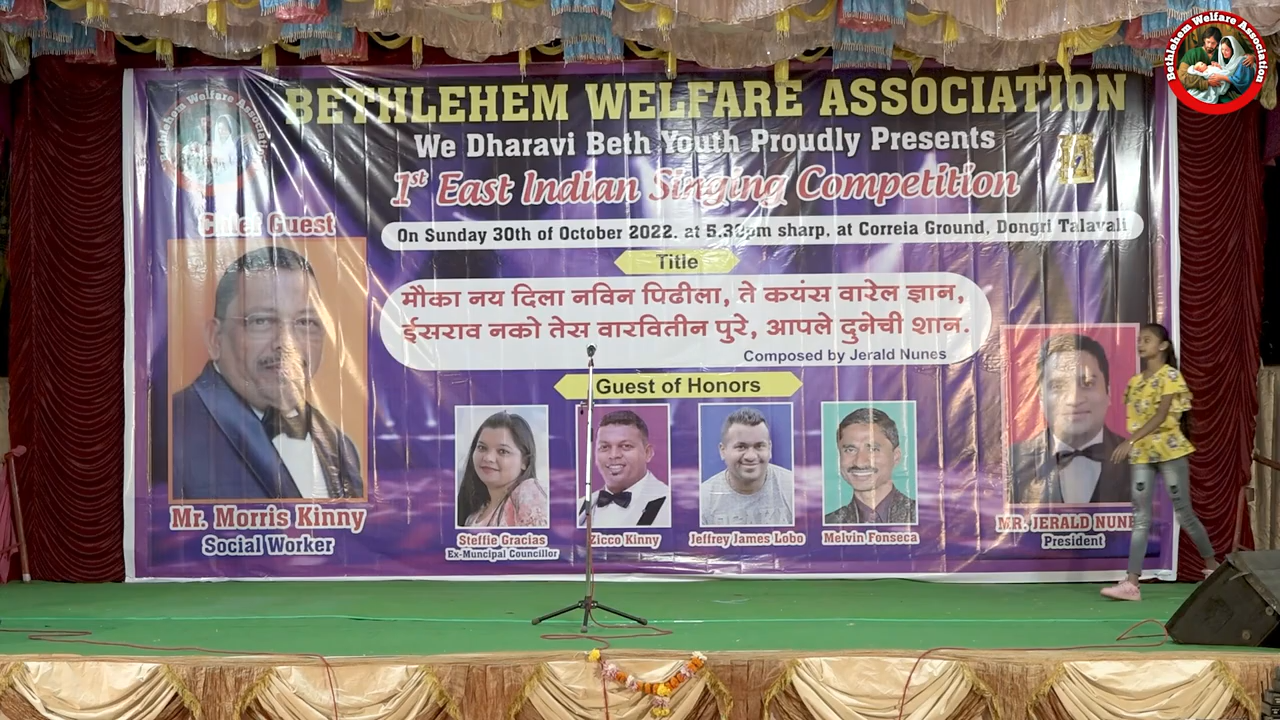 BETHLEHEM WELFARE ASSOCIATION
We Dharavi Beth Youth Proudly Presents
1st East Indian Singing Competition
On Sunday 30th of October 2022, at 5.30pm sharp, at Correia Ground, Dongri Talavali
Title
मौका नय दिला नविन पिढीला, ते कयंस वारेल ज्ञान,
ईसराव नको तेस वारवितीन पुरे, आपले दुनेची शान.
Composed by Jerald Nunes
Guest of Honors
Chief Guest
Mr. Morris Kinny
Social Worker
Steffie Gracias
Ex-Muncipal Councillor
Zicco Kinny
Jeffrey James Lobo
Melvin Fonseca
MR. JERALD NUNE
President
Bethlehem Welfare Association
Bethlehem Welfare Association